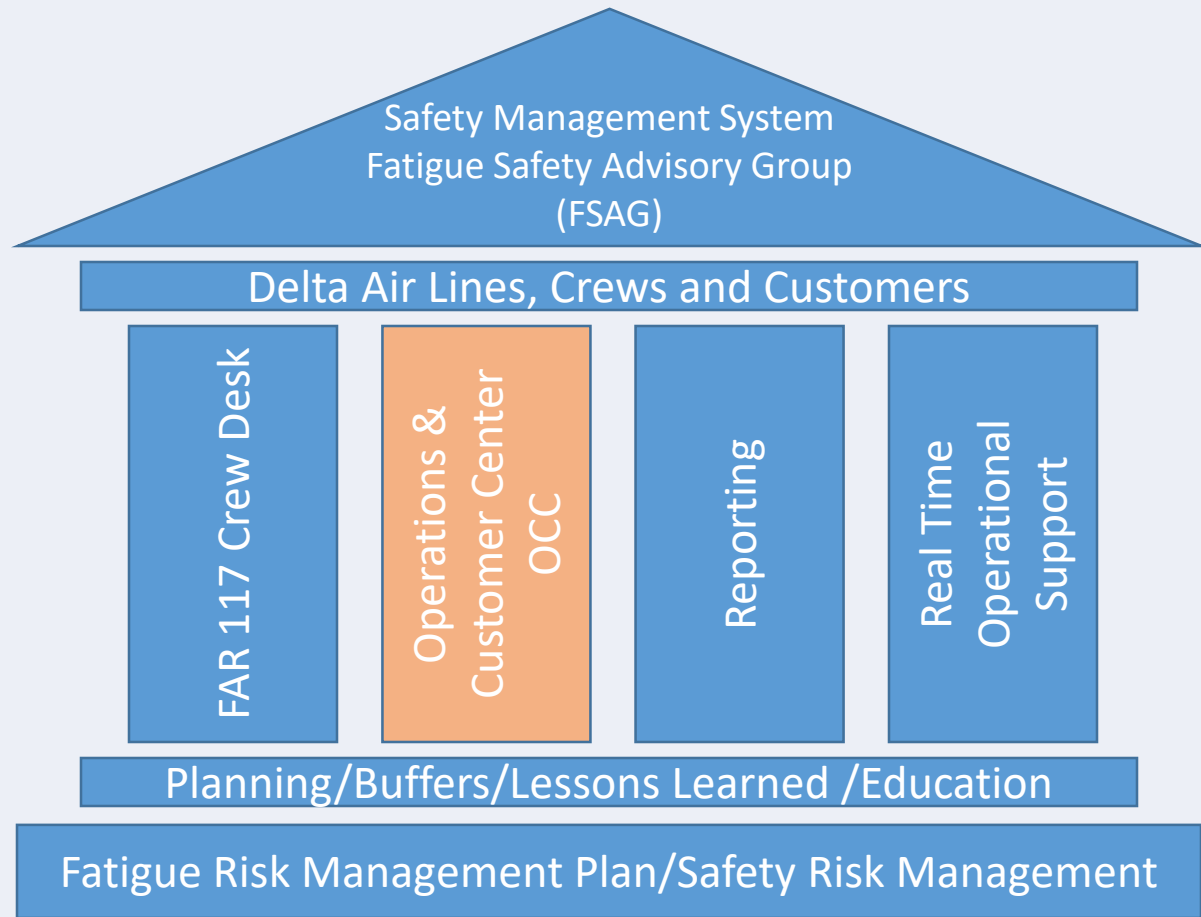 Safety Management System
Fatigue Safety Advisory Group
(FSAG)
Delta Air Lines, Crews and Customers
FAR 117 Crew Desk
Operations &
Customer Center
OCC
Reporting
Real Time
Operational
Support
Planning/Buffers/Lessons Learned /Education
Fatigue Risk Management Plan/Safety Risk Management